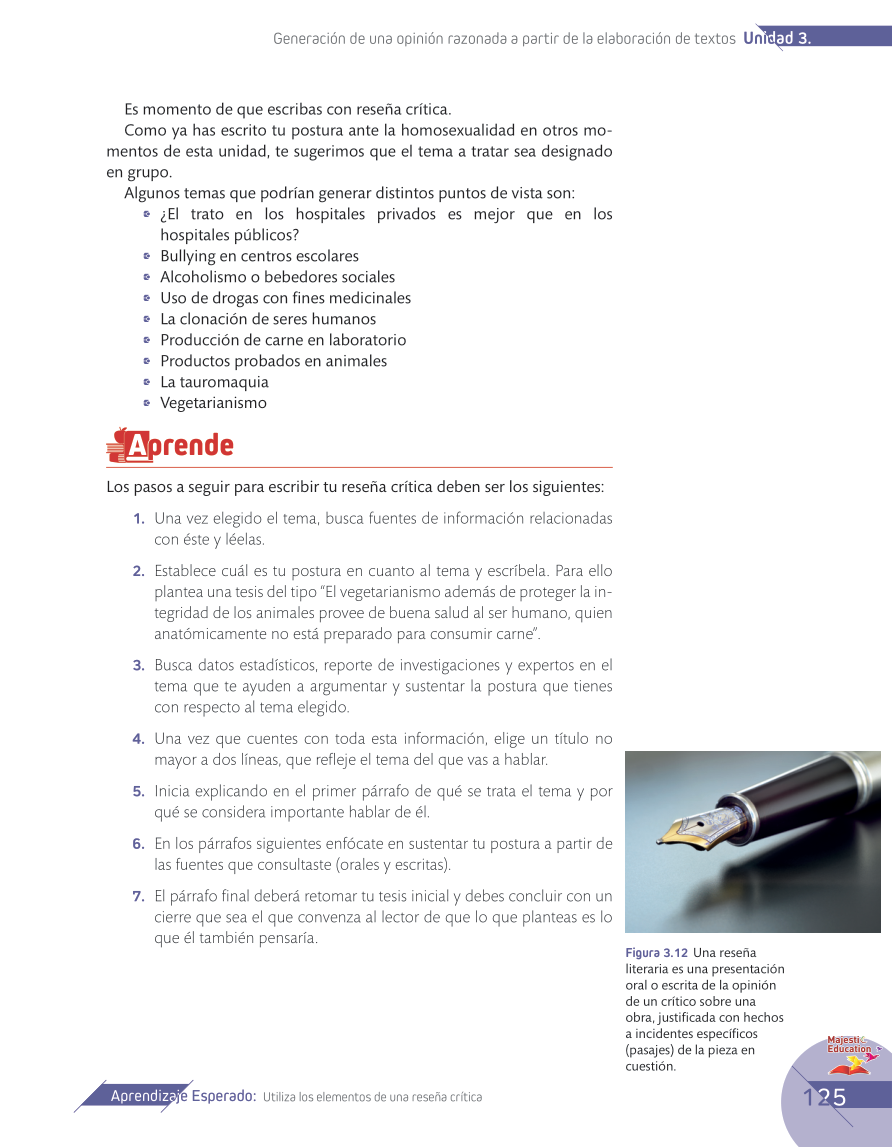 Generación de una opinión razonada a partir de la elaboración de textos Unidad 3.
Es momento de que escribas con reseña crítica.
Como ya has escrito tu postura ante la homosexualidad en otros mo-
mentos de esta unidad, te sugerimos que el tema a tratar sea designado
en grupo.
Algunos temas que podrían generar distintos puntos de vista son:
¿El trato en los hospitales privados es mejor que en los
hospitales públicos?
Bullying en centros escolares
Alcoholismo o bebedores sociales
Uso de drogas con fines medicinales
La clonación de seres humanos
Producción de carne en laboratorio
Productos probados en animales
La tauromaquia
Vegetarianismo
Aprende
Los pasos a seguir para escribir tu reseña crítica deben ser los siguientes:
1. Una vez elegido el tema, busca fuentes de información relacionadas
con éste y léelas.
2. Establece cuál es tu postura en cuanto al tema y escríbela. Para ello
plantea una tesis del tipo “El vegetarianismo además de proteger la in-
tegridad de los animales provee de buena salud al ser humano, quien
anatómicamente no está preparado para consumir carne”.
3. Busca datos estadísticos, reporte de investigaciones y expertos en el
tema que te ayuden a argumentar y sustentar la postura que tienes
con respecto al tema elegido.
4. Una vez que cuentes con toda esta información, elige un título no
mayor a dos líneas, que refleje el tema del que vas a hablar.
5. Inicia explicando en el primer párrafo de qué se trata el tema y por
qué se considera importante hablar de él.
6. En los párrafos siguientes enfócate en sustentar tu postura a partir de
las fuentes que consultaste (orales y escritas).
7. El párrafo final deberá retomar tu tesis inicial y debes concluir con un
cierre que sea el que convenza al lector de que lo que planteas es lo
que él también pensaría.
Figura 3.12 Una reseña
literaria es una presentación
oral o escrita de la opinión
de un crítico sobre una
obra, justificada con hechos
a incidentes específicos
(pasajes) de la pieza en
cuestión.
Majestic
Education
Aprendizaje Esperado: Utiliza los elementos de una reseña crítica
125